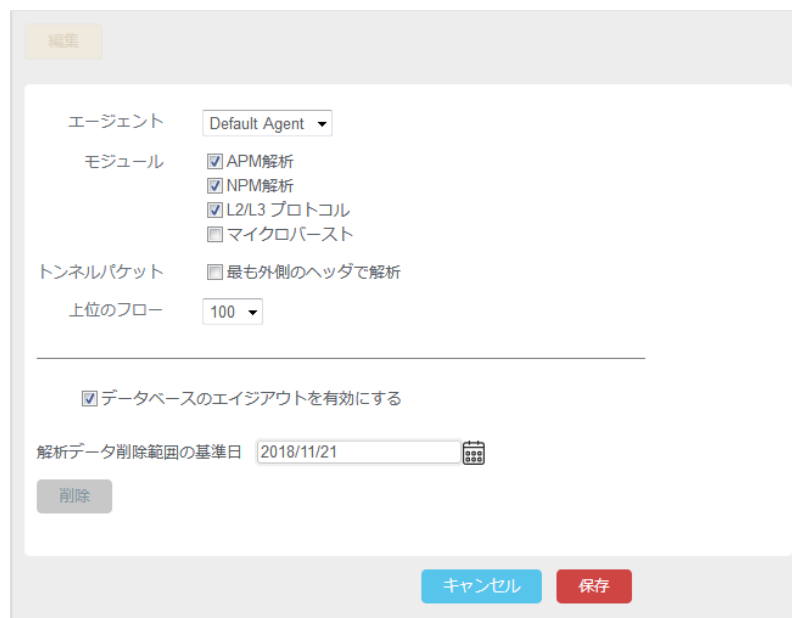 編集
エージェント Default Agent
モジュール APM解析
NPM解析
L2/L3 プロトコル
マイクロバースト
トンネルパケット 最も外側のヘッダで解析
上位のフロー 100
データベースのエイジアウトを有効にする
解析データ削除範囲の基準日 2018/11/21
削除
キャンセル 保存